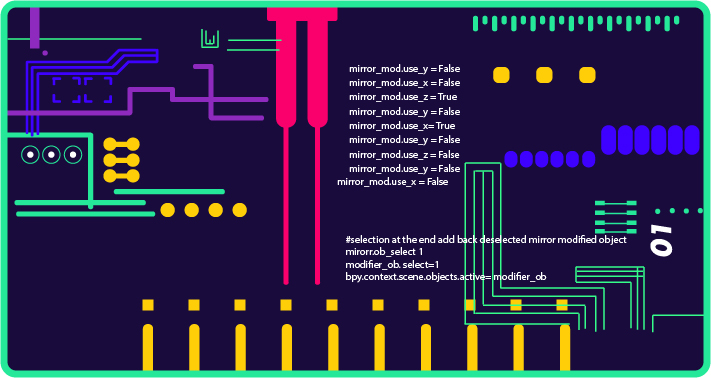 mirror_mod.use_y = False
mirror_mod.use_x = False
mirror_mod.use_z = True
mirror_mod.use_y = False
mirror_mod.use_x= True
mirror_mod.use_y = False
mirror_mod.use_z = False
mirror_mod.use_y = False
mirror_mod.use_x = False
01
#selection at the end add back deselected mirror modified object
mirorr.ob_select 1
modifier_ob. select=1
bpy.context.scene.objects.active= modifier_ob